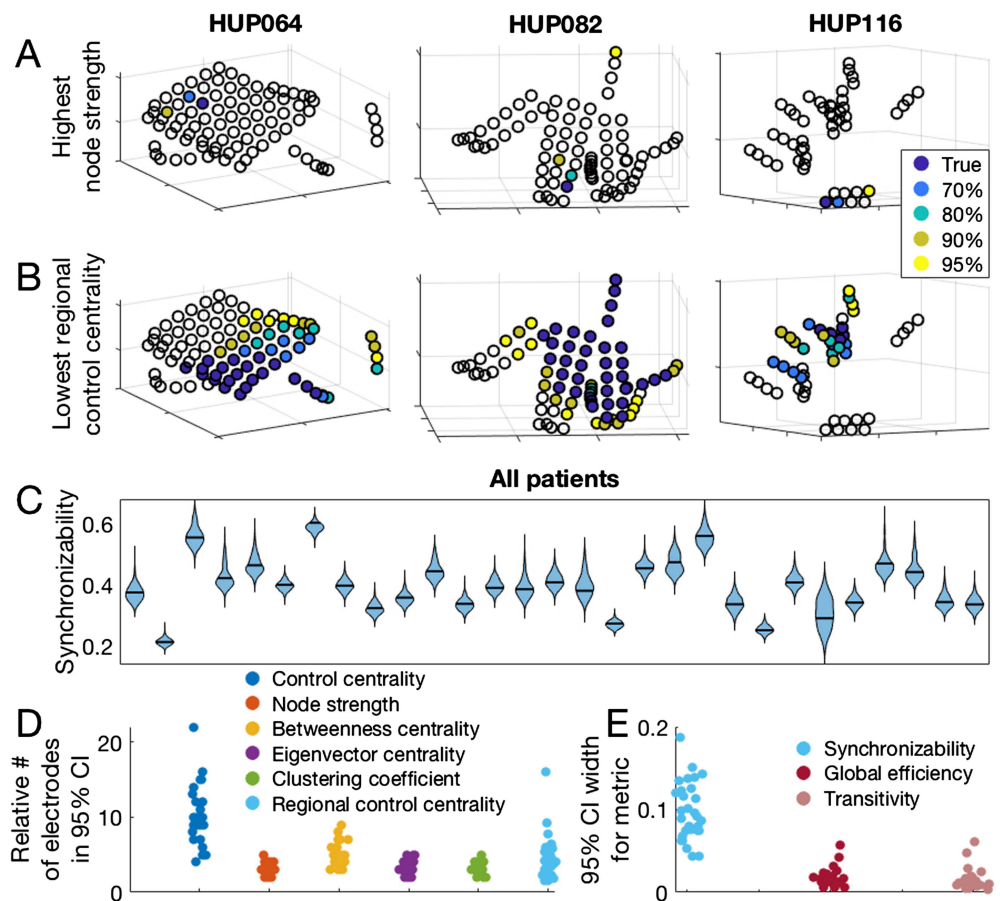 HUP064
HUP082
HUP116
A
Highest
node strength
True
70%
80%
90%
95%
B
Lowest regional
control centrality
All patients
C
Synchronizability
0.6
0.4
0.2
D
Relative #
of electrodes
in 95% CI
20
10
0
Control centrality
Node strength
Betweenness centrality
Eigenvector centrality
Clustering coefficient
Regional control centrality
E
95% CI width
for metric
0.2
0.1
0
Synchronizability
Global efficiency
Transitivity